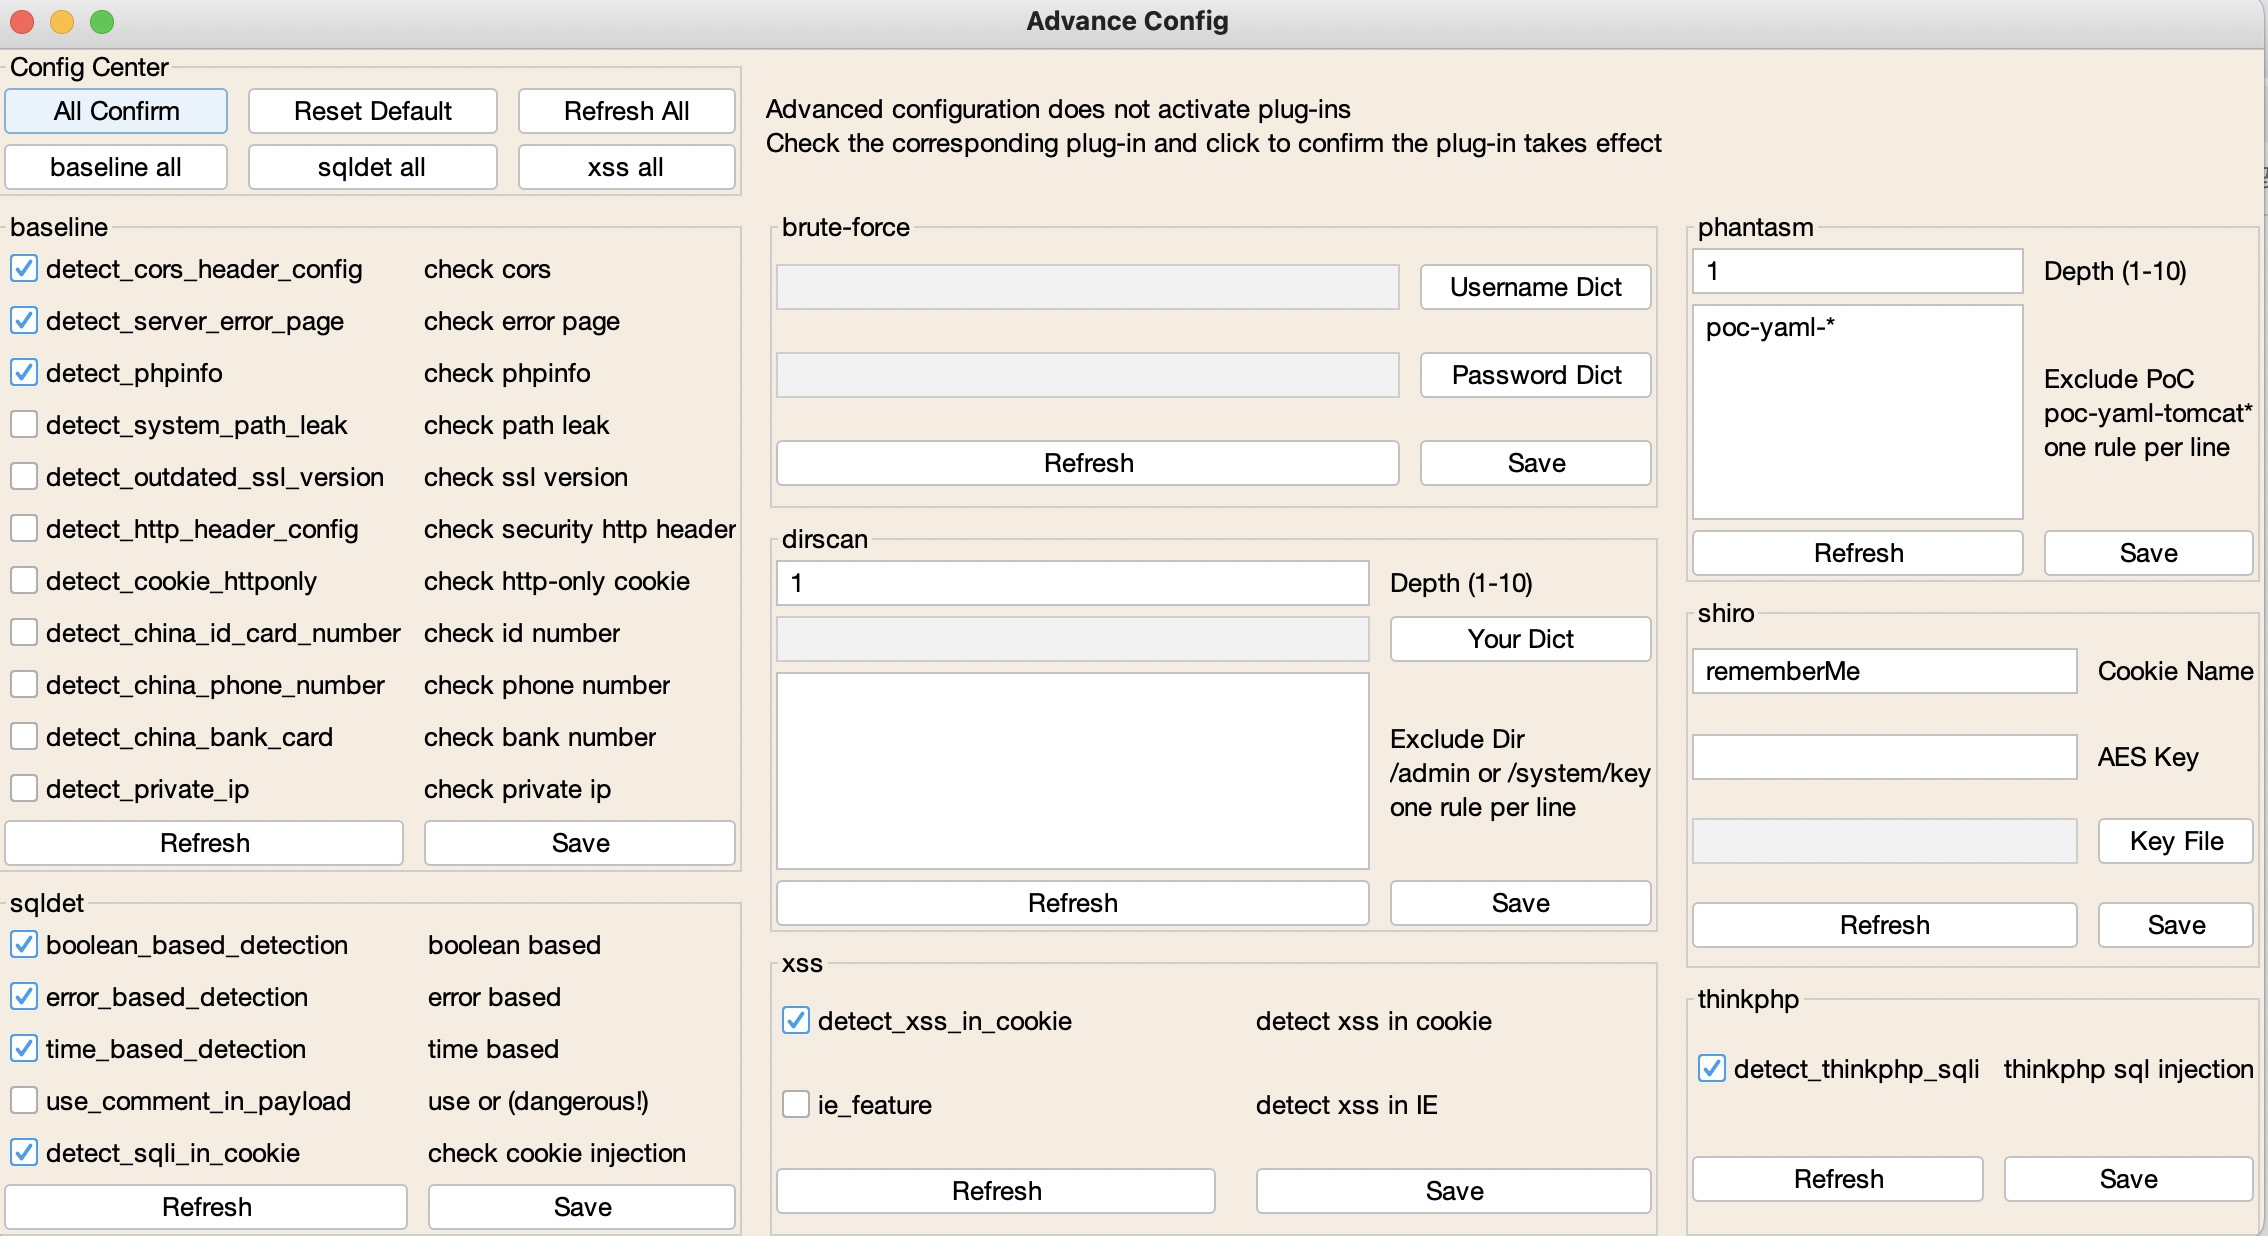 Advance Config
Config Center
All Confirm
Reset Default
Refresh All
baseline all
sqldet all
xss all
Advanced configuration does not activate plug-ins
Check the corresponding plug-in and click to confirm the plug-in takes effect
baseline
detect_cors_header_config check cors
detect_server_error_page check error page
detect_phpinfo check phpinfo
detect_system_path_leak check path leak
detect_outdated_ssl_version check ssl version
detect_http_header_config check security http header
detect_cookie_httponly check http-only cookie
detect_china_id_card_number check id number
detect_china_phone_number check phone number
detect_china_bank_card check bank number
detect_private_ip check private ip
Refresh Save
sqldet
boolean_based_detection boolean based
error_based_detection error based
time_based_detection time based
use_comment_in_payload use or (dangerous!)
detect_sqli_in_cookie check cookie injection
Refresh Save
brute-force
Username Dict
Password Dict
Refresh Save
dirscan
1 Depth (1-10)
Your Dict
Exclude Dir
/admin or /system/key
one rule per line
Refresh Save
xss
detect_xss_in_cookie detect xss in cookie
ie_feature detect xss in IE
Refresh Save
phantasm
1 Depth (1-10)
poc-yaml-*
Exclude PoC
poc-yaml-tomcat*
one rule per line
Refresh Save
shiro
rememberMe Cookie Name
AES Key
Key File
Refresh Save
thinkphp
detect_thinkphp_sqli thinkphp sql injection
Refresh Save